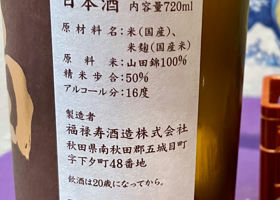 日本酒 内容量720ml
原材料名：米(国産)、
米麹(国産米)
原料米：山田錦100%
精米歩合：50%
アルコール分：16度
製造者
福禄寿酒造株式会社
秋田県南秋田郡五城目町
字下夕町48番地
飲酒は20歳になってから。